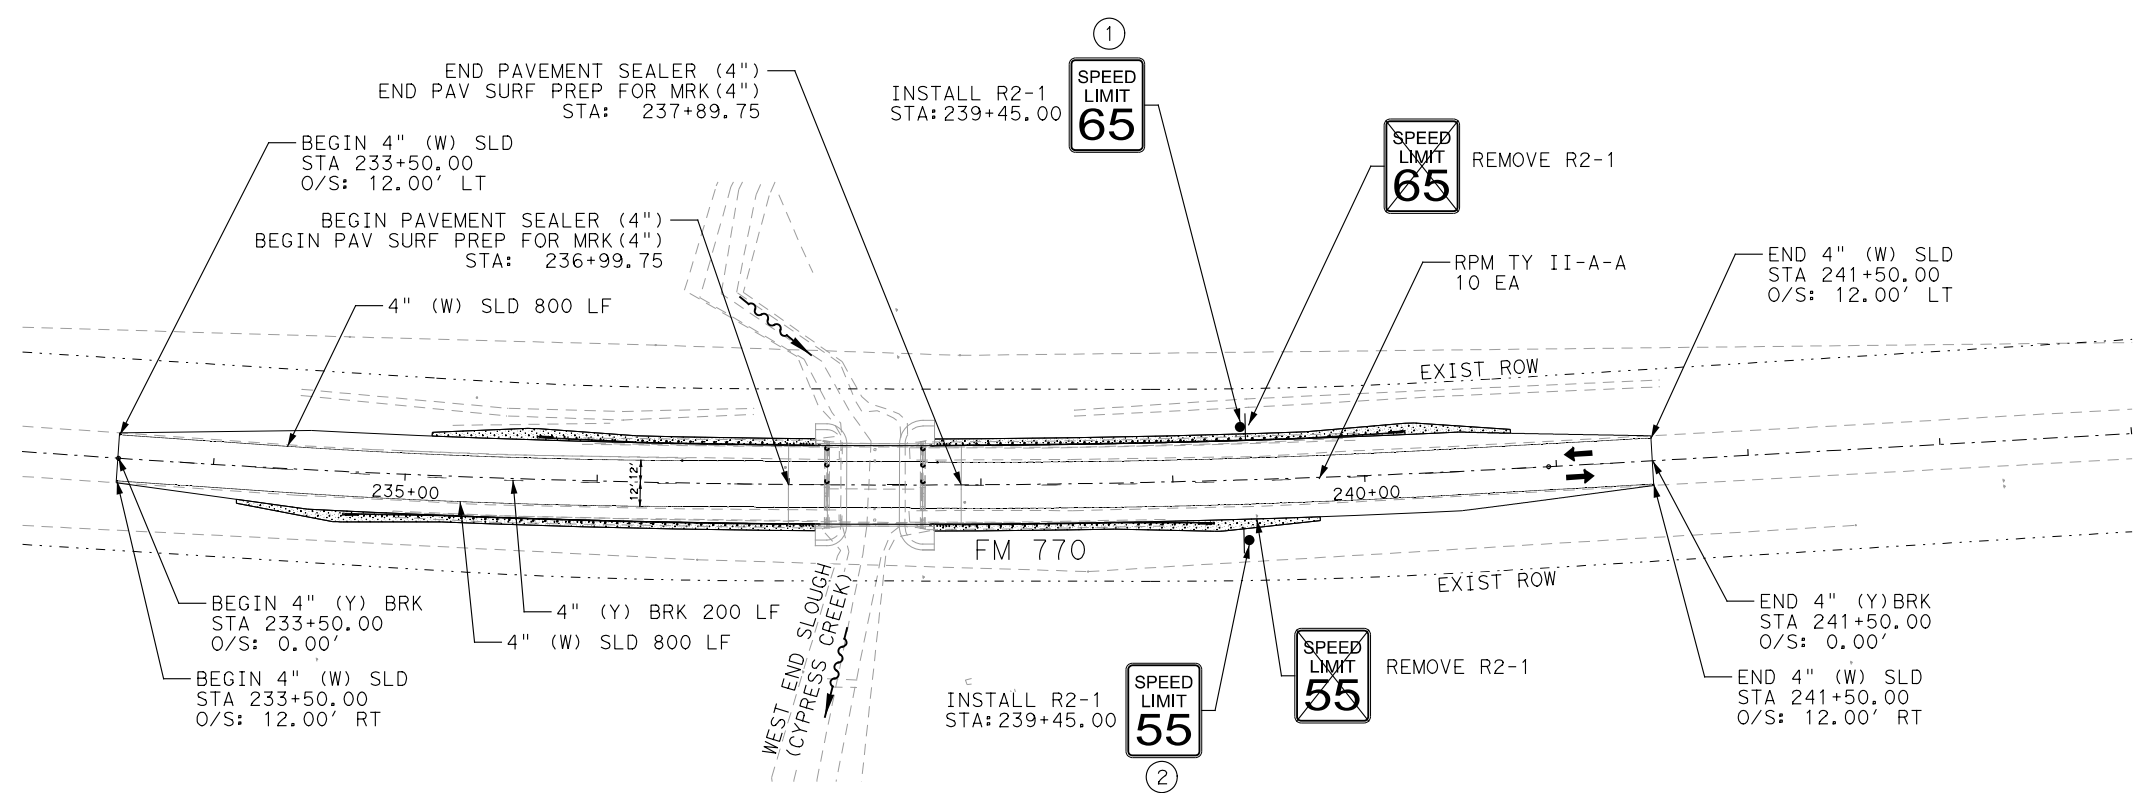 1
SPEED
LIMIT
65
INSTALL R2-1
STA:239+45.00
END PAVEMENT SEALER (4")
END PAV SURF PREP FOR MRK(4")
STA: 237+89.75
BEGIN 4" (W) SLD
STA 233+50.00
O/S: 12.00' LT
SPEED
LIMIT
65
REMOVE R2-1
BEGIN PAVEMENT SEALER (4")
BEGIN PAV SURF PREP FOR MRK(4")
STA: 236+99.75
RPM TY II-A-A
10 EA
END 4" (W) SLD
STA 241+50.00
O/S: 12.00' LT
4" (W) SLD 800 LF
EXIST ROW
235+00
12'
12'
240+00
FM 770
EXIST ROW
WEST END SLOUGH
(CYPRESS CREEK)
BEGIN 4" (Y) BRK
STA 233+50.00
O/S: 0.00'
4" (Y) BRK 200 LF
4" (W) SLD 800 LF
END 4" (Y)BRK
STA 241+50.00
O/S: 0.00'
BEGIN 4" (W) SLD
STA 233+50.00
O/S: 12.00' RT
INSTALL R2-1
STA:239+45.00
SPEED
LIMIT
55
2
SPEED
LIMIT
55
REMOVE R2-1
END 4" (W) SLD
STA 241+50.00
O/S: 12.00' RT